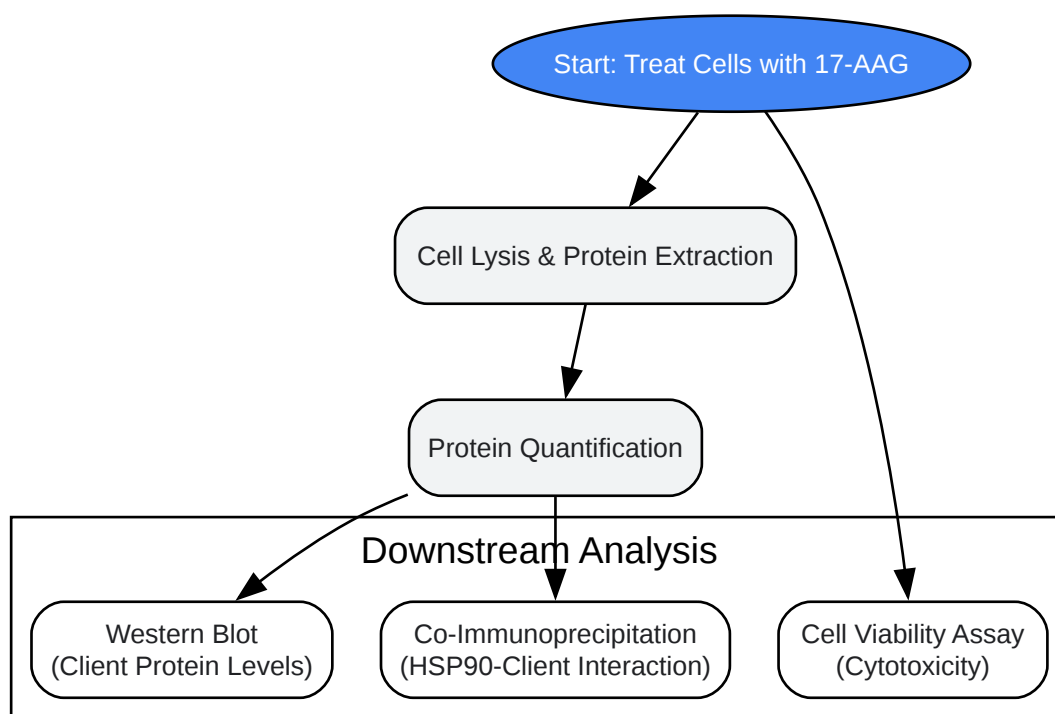 Start: Treat Cells with 17-AAG
Cell Lysis & Protein Extraction
Protein Quantification
Downstream Analysis
Western Blot
(Client Protein Levels)
Co-Immunoprecipitation
(HSP90-Client Interaction)
Cell Viability Assay
(Cytotoxicity)